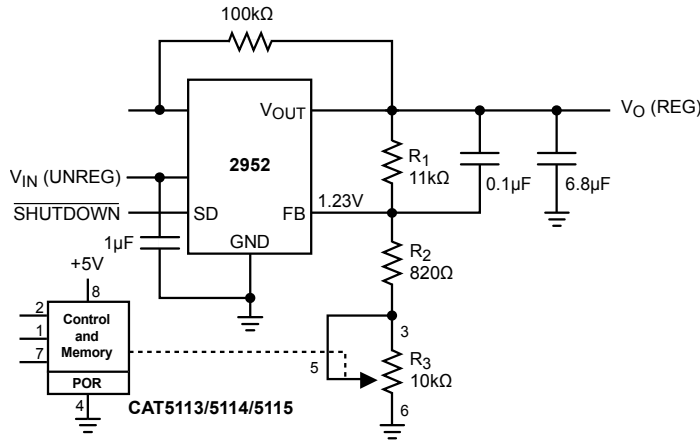 100kΩ
VOUT
VO (REG)
2952
R1
11kΩ
0.1µF
6.8µF
VIN (UNREG)
1.23V
SHUTDOWN
SD
FB
1µF
GND
R2
820Ω
+5V
8
2
1
7
Control
and
Memory
3
5
R3
10kΩ
POR
4
CAT5113/5114/5115
6